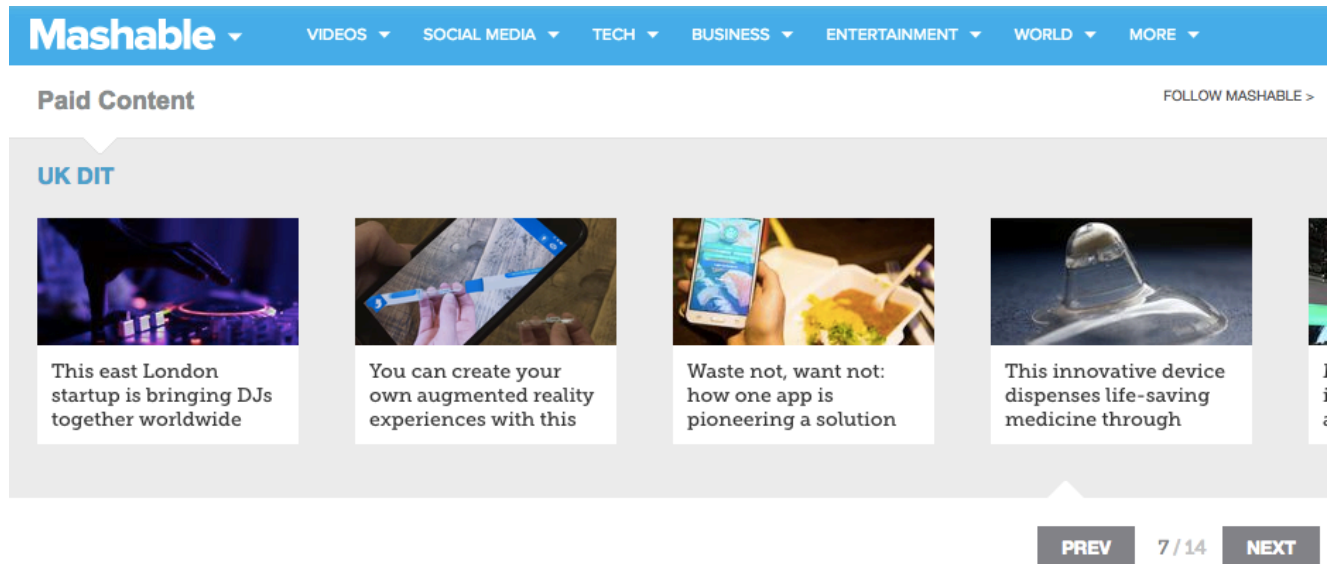 Mashable
VIDEOS SOCIAL MEDIA TECH BUSINESS ENTERTAINMENT WORLD MORE
Paid Content
FOLLOW MASHABLE >
UK DIT
This east London
startup is bringing DJs
together worldwide
You can create your
own augmented reality
experiences with this
Waste not, want not:
how one app is
pioneering a solution
This innovative device
dispenses life-saving
medicine through
PREV 7/14 NEXT